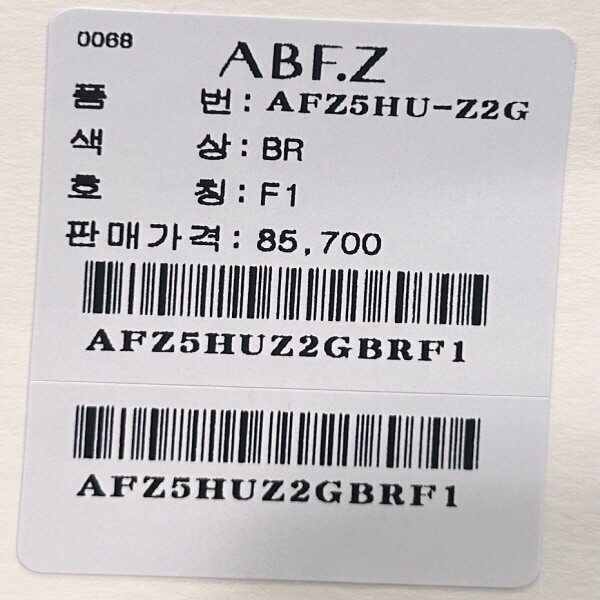 0068
ABF.Z
품 번: AFZ5HU-Z2G
색 상: BR
호 칭: F1
판매가격: 85,700
AFZ5HUZ2GBRF1
AFZ5HUZ2GBRF1